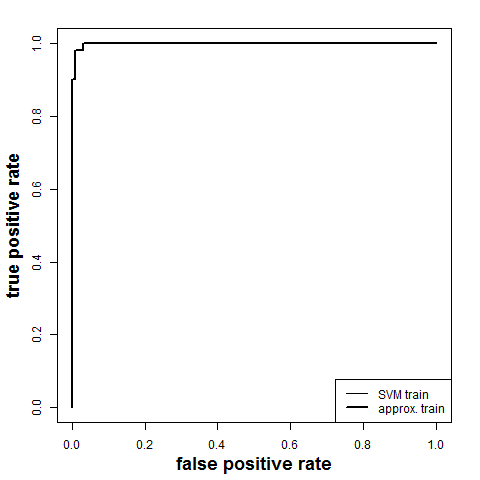 true positive rate
1.0
0.8
0.6
0.4
0.2
0.0
SVM train
approx. train
0.0 0.2 0.4 0.6 0.8 1.0
false positive rate